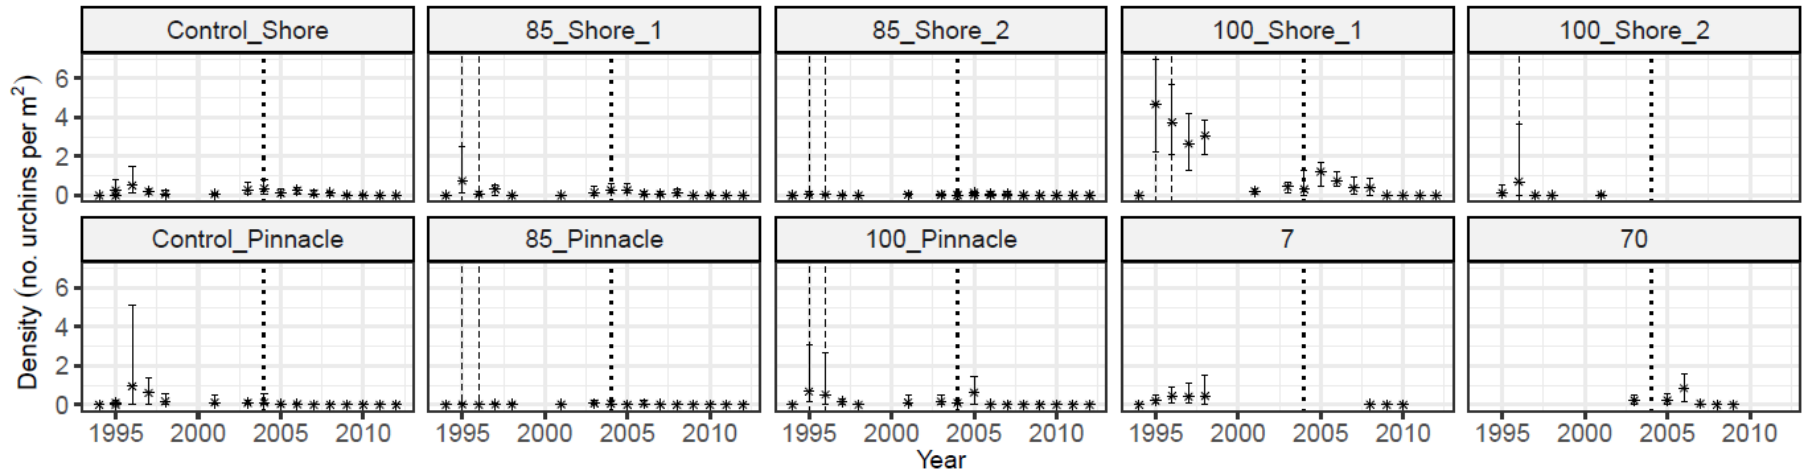 Control_Shore 85_Shore_1 85_Shore_2 100_Shore_1 100_Shore_2
6
4
2
0
Control_Pinnacle 85_Pinnacle 100_Pinnacle 7 70
6
4
2
0
Density (no. urchins per m²)
1995 2000 2005 2010 1995 2000 2005 2010 1995 2000 2005 2010 1995 2000 2005 2010 1995 2000 2005 2010
Year